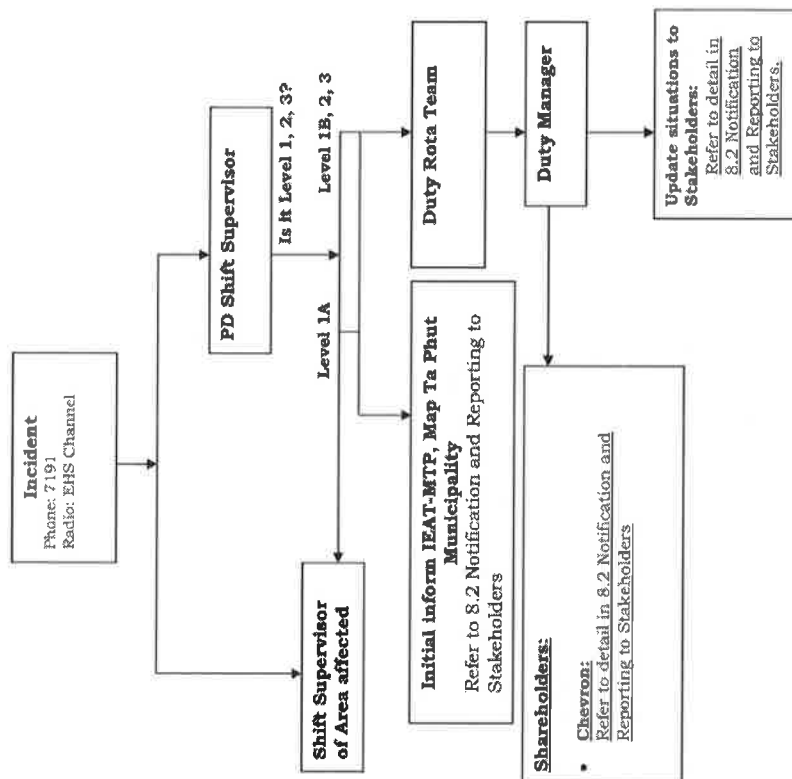 Incident
Phone: 7191
Radio: EHS Channel
PD Shift Supervisor
Is it Level 1, 2, 3?
Level 1A
Level 1B, 2, 3
Shift Supervisor
of Area affected
Initial inform IEAT-MTP, Map Ta Phut
Municipality
Refer to 8.2 Notification and Reporting to
Stakeholders
Duty Rota Team
Duty Manager
Shareholders:
• Chevron:
Refer to detail in 8.2 Notification and
Reporting to Stakeholders
Update situations to
Stakeholders:
Refer to detail in
8.2 Notification
and Reporting to
Stakeholders.